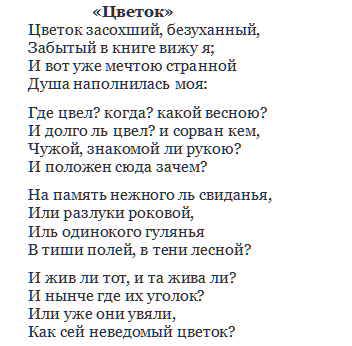 «Цветок»
Цветок засохший, безуханный,
Забытый в книге вижу я;
И вот уже мечтою странной
Душа наполнилась моя:
Где цвел? когда? какой весною?
И долго ль цвел? и сорван кем,
Чужой, знакомой ли рукою?
И положен сюда зачем?
На память нежного ль свиданья,
Или разлуки роковой,
Иль одинокого гулянья
В тиши полей, в тени лесной?
И жив ли тот, и та жива ли?
И нынче где их уголок?
Или уже они увяли,
Как сей неведомый цветок?